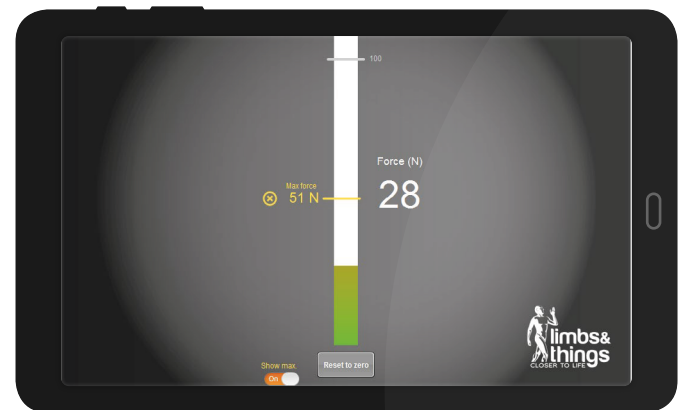 100
Force (N)
28
Max force
51 N
limbs&
things
CLOSER TO LIFE
Show max.
On
Reset to zero